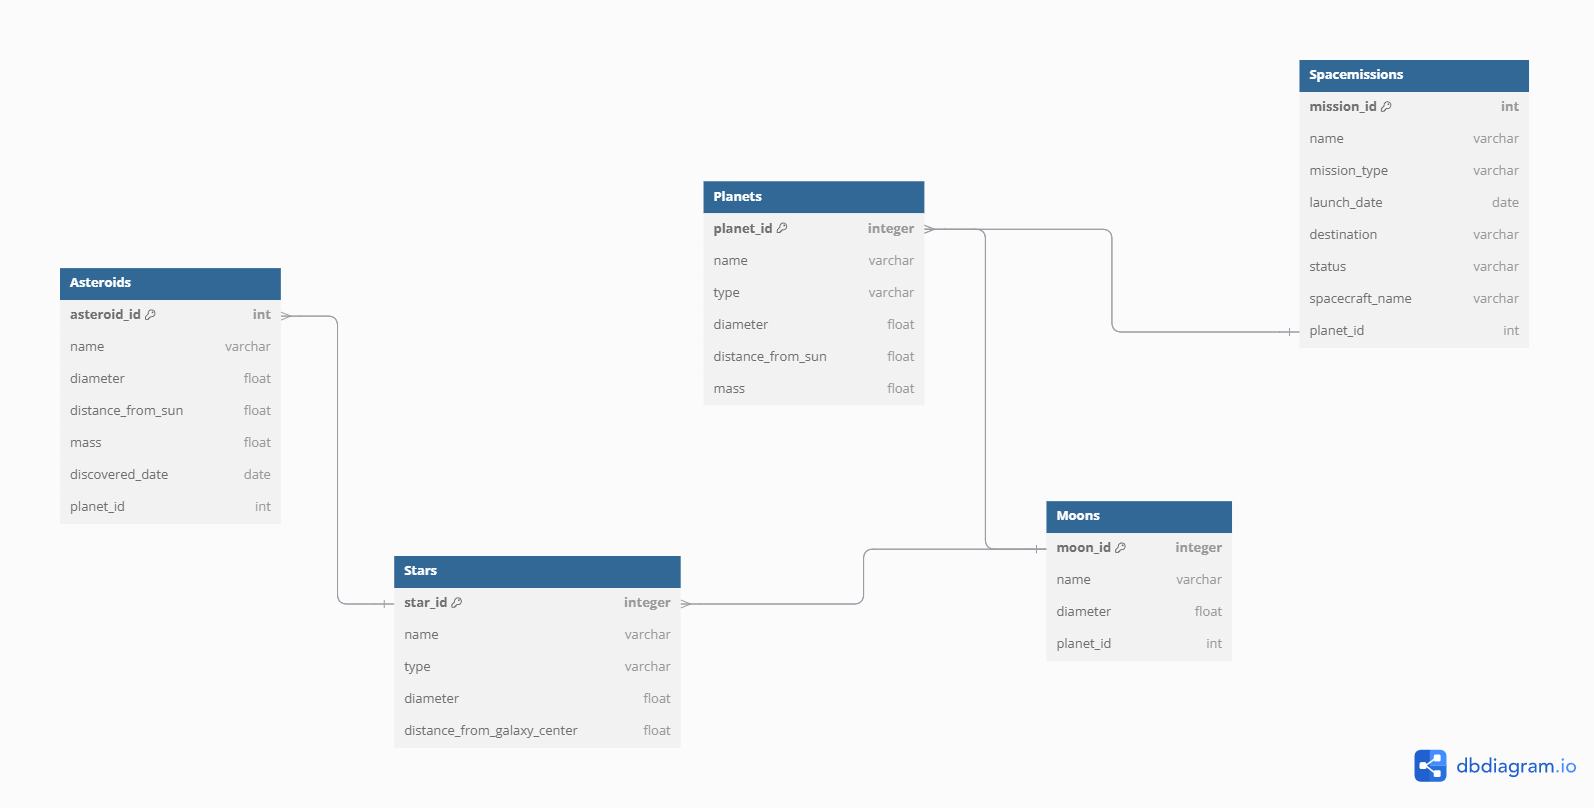 Spacemissions
mission_id int
name varchar
mission_type varchar
launch_date date
destination varchar
status varchar
spacecraft_name varchar
planet_id int
Planets
planet_id integer
name varchar
type varchar
diameter float
distance_from_sun float
mass float
Asteroids
asteroid_id int
name varchar
diameter float
distance_from_sun float
mass float
discovered_date date
planet_id int
Moons
moon_id integer
name varchar
diameter float
planet_id int
Stars
star_id integer
name varchar
type varchar
diameter float
distance_from_galaxy_center float
dbdiagram.io